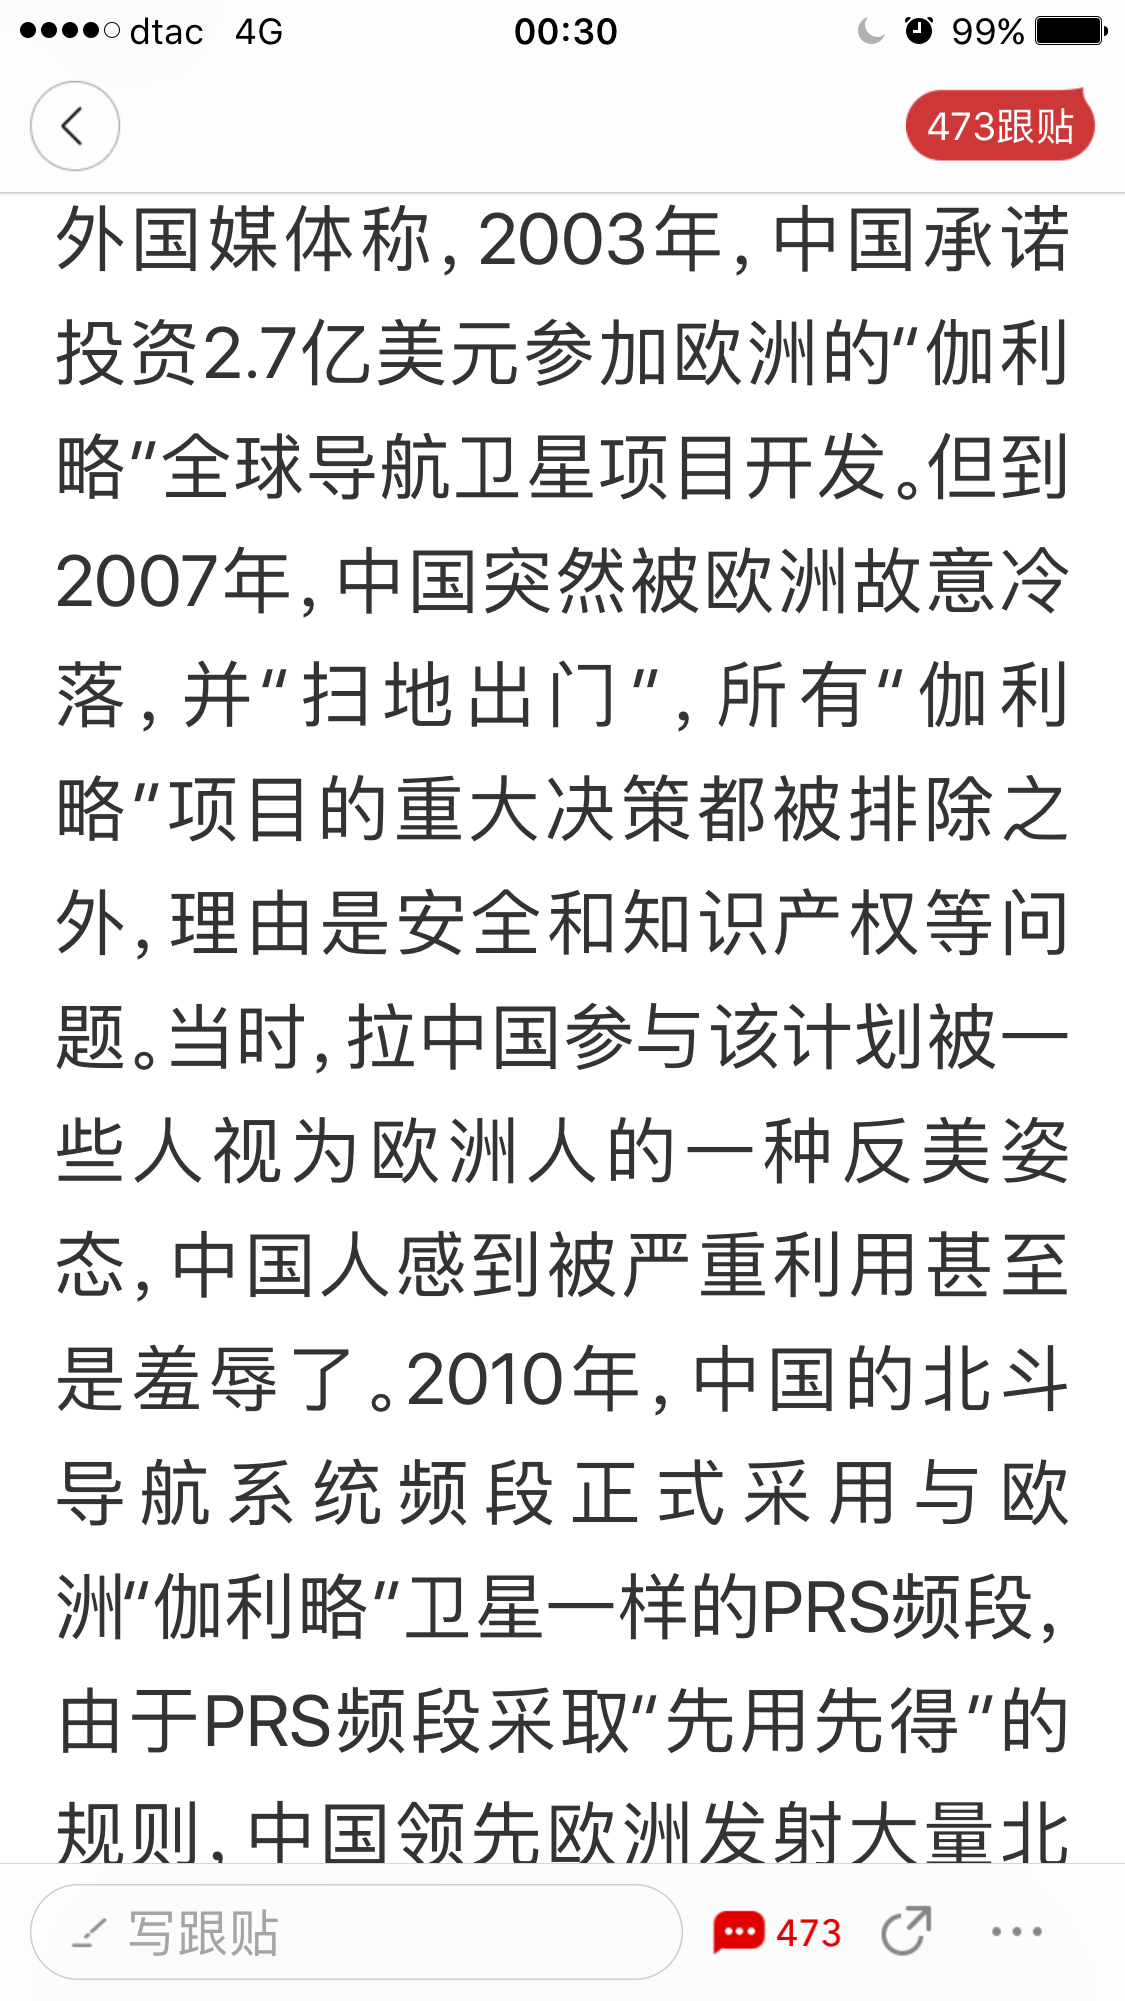 dtac 4G 00:30 99%
473跟贴
外国媒体称，2003年，中国承诺
投资2.7亿美元参加欧洲的“伽利
略”全球导航卫星项目开发。但到
2007年，中国突然被欧洲故意冷
落，并“扫地出门”，所有“伽利
略”项目的重大决策都被排除之
外，理由是安全和知识产权等问
题。当时，拉中国参与该计划被一
些人视为欧洲人的一种反美姿
态，中国人感到被严重利用甚至
是羞辱了。2010年，中国的北斗
导航系统频段正式采用与欧
洲“伽利略”卫星一样的PRS频段，
由于PRS频段采取“先用先得”的
规则，中国领先欧洲发射大量北
写跟贴 473